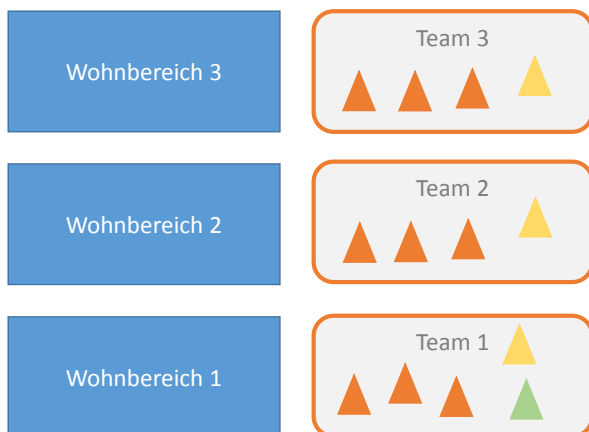 Wohnbereich 3
Team 3
Wohnbereich 2
Team 2
Wohnbereich 1
Team 1